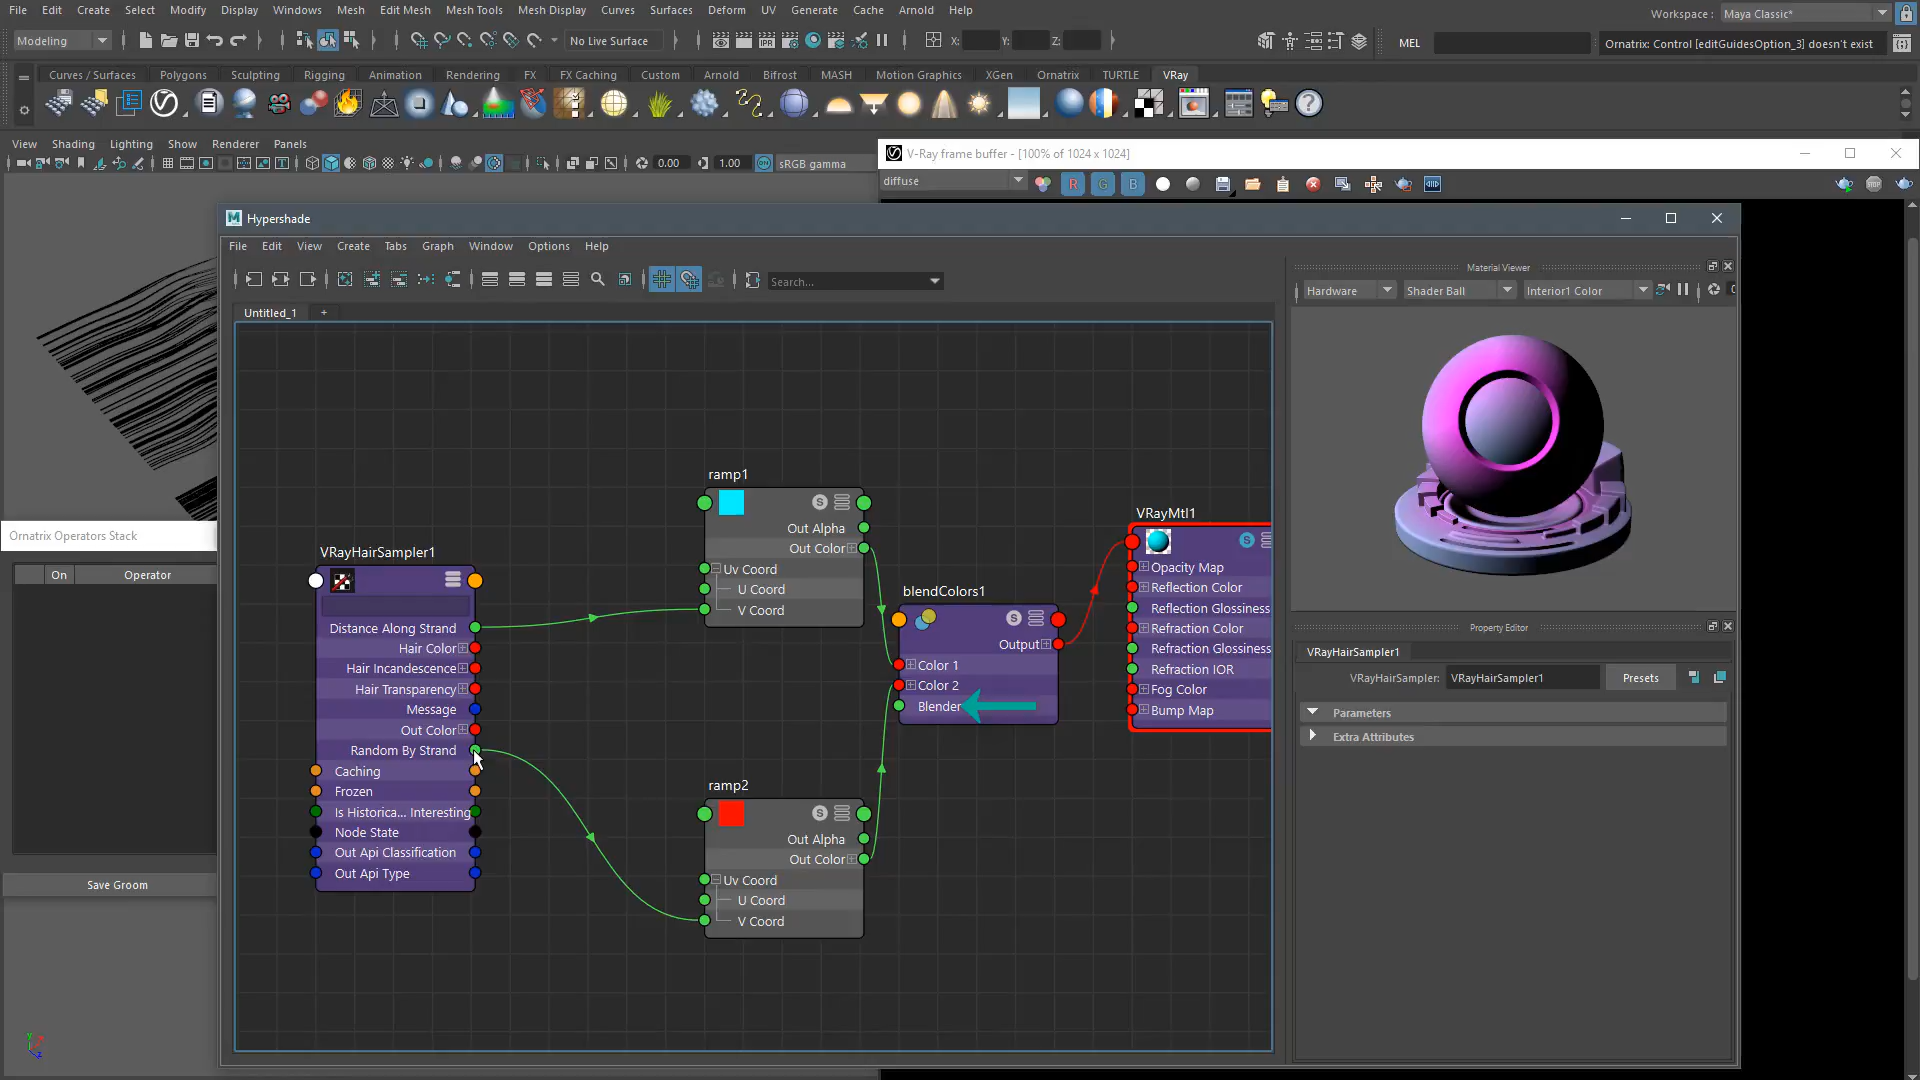 File Edit Create Select Modify Display Windows Mesh Edit Mesh Mesh Tools Mesh Display Curves Surfaces Deform UV Generate Cache Arnold Help
Workspace : Maya Classic*
Modeling
No Live Surface
X: Y: Z:
MEL
Ornatrix: Control [editGuidesOption_3] doesn't exist
Curves / Surfaces Polygons Sculpting Rigging Animation Rendering FX FX Caching Custom Arnold Bifrost MASH Motion Graphics XGen Ornatrix TURTLE VRay
View Shading Lighting Show Renderer Panels
0.00 1.00 sRGB gamma
V-Ray frame buffer - [100% of 1024 x 1024]
diffuse
R G B
Hypershade
File Edit View Create Tabs Graph Window Options Help
Search...
Untitled_1 +
Material Viewer
Hardware Shader Ball Interior1 Color
Ornatrix Operators Stack
On Operator
Save Groom
VRayHairSampler1
Distance Along Strand
Hair Color
Hair Incandescence
Hair Transparency
Message
Out Color
Random By Strand
Caching
Frozen
Is Historica... Interesting
Node State
Out Api Classification
Out Api Type
ramp1
S
Out Alpha
Out Color
Uv Coord
U Coord
V Coord
ramp2
S
Out Alpha
Out Color
Uv Coord
U Coord
V Coord
blendColors1
S
Output
Color 1
Color 2
Blender
VRayMtl1
S
Opacity Map
Reflection Color
Reflection Glossiness
Refraction Color
Refraction Glossiness
Refraction IOR
Fog Color
Bump Map
Property Editor
VRayHairSampler1
VRayHairSampler: VRayHairSampler1 Presets
Parameters
Extra Attributes